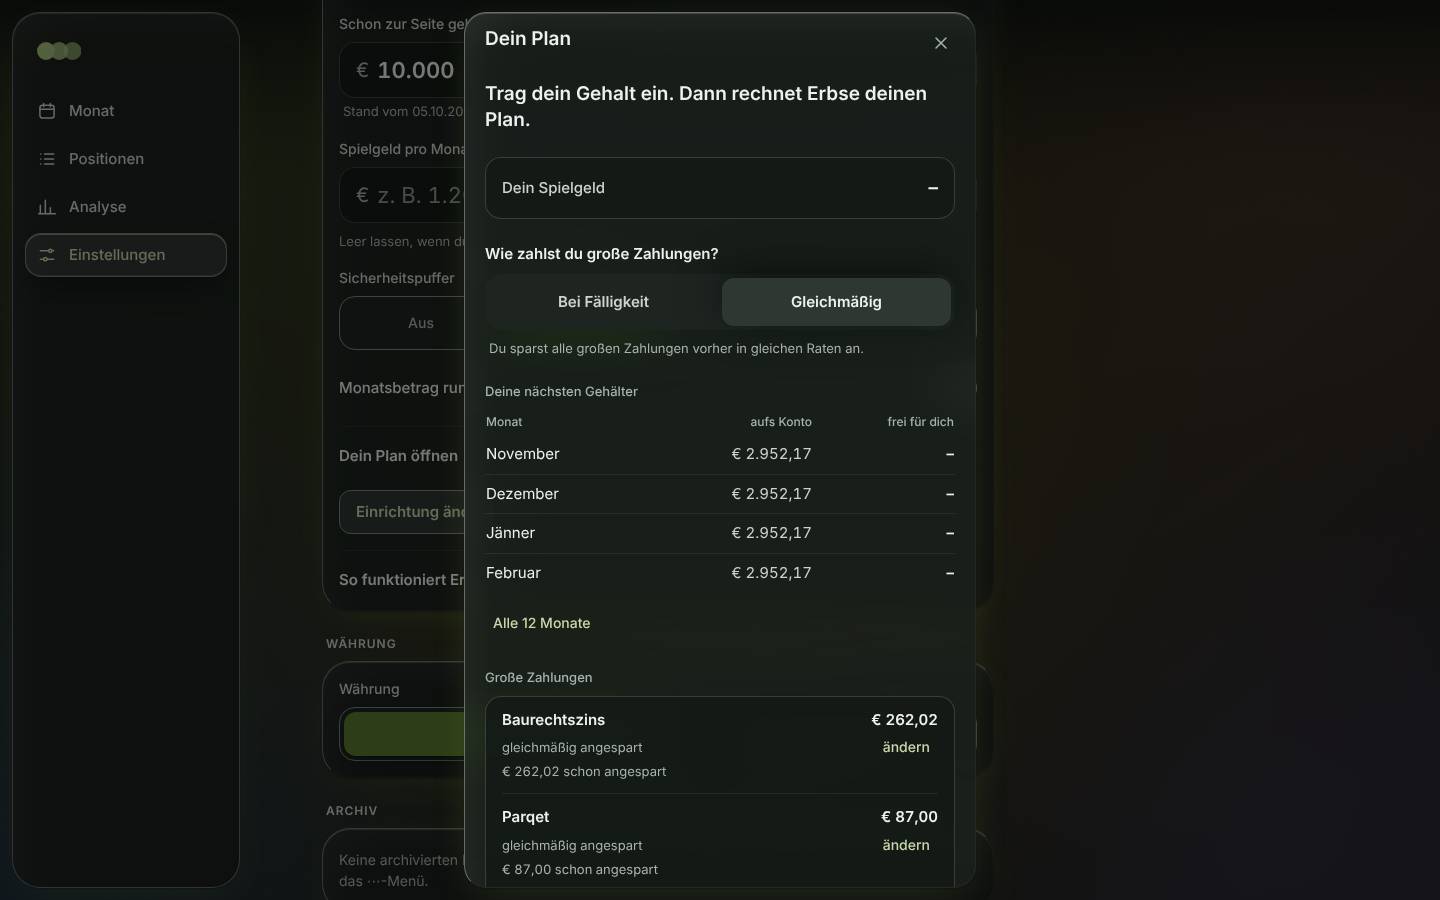 Monat
Positionen
Analyse
Einstellungen
Schon zur Seite
€ 10.000
Stand vom 05.10.20
Spielgeld pro
€ z. B. 1.2
Leer lassen, wenn
Sicherheitspuffer
Aus
Monatsbetrag
Dein Plan öffnen
Einrichtung
So funktioniert
WÄHRUNG
Währung
ARCHIV
Keine archivierten
das ···-Menü.
Dein Plan
Trag dein Gehalt ein. Dann rechnet Erbse deinen
Plan.
Dein Spielgeld –
Wie zahlst du große Zahlungen?
Bei Fälligkeit Gleichmäßig
Du sparst alle großen Zahlungen vorher in gleichen Raten an.
Deine nächsten Gehälter
Monat aufs Konto frei für dich
November € 2.952,17 –
Dezember € 2.952,17 –
Jänner € 2.952,17 –
Februar € 2.952,17 –
Alle 12 Monate
Große Zahlungen
Baurechtszins € 262,02
gleichmäßig angespart ändern
€ 262,02 schon angespart
Parqet € 87,00
gleichmäßig angespart ändern
€ 87,00 schon angespart